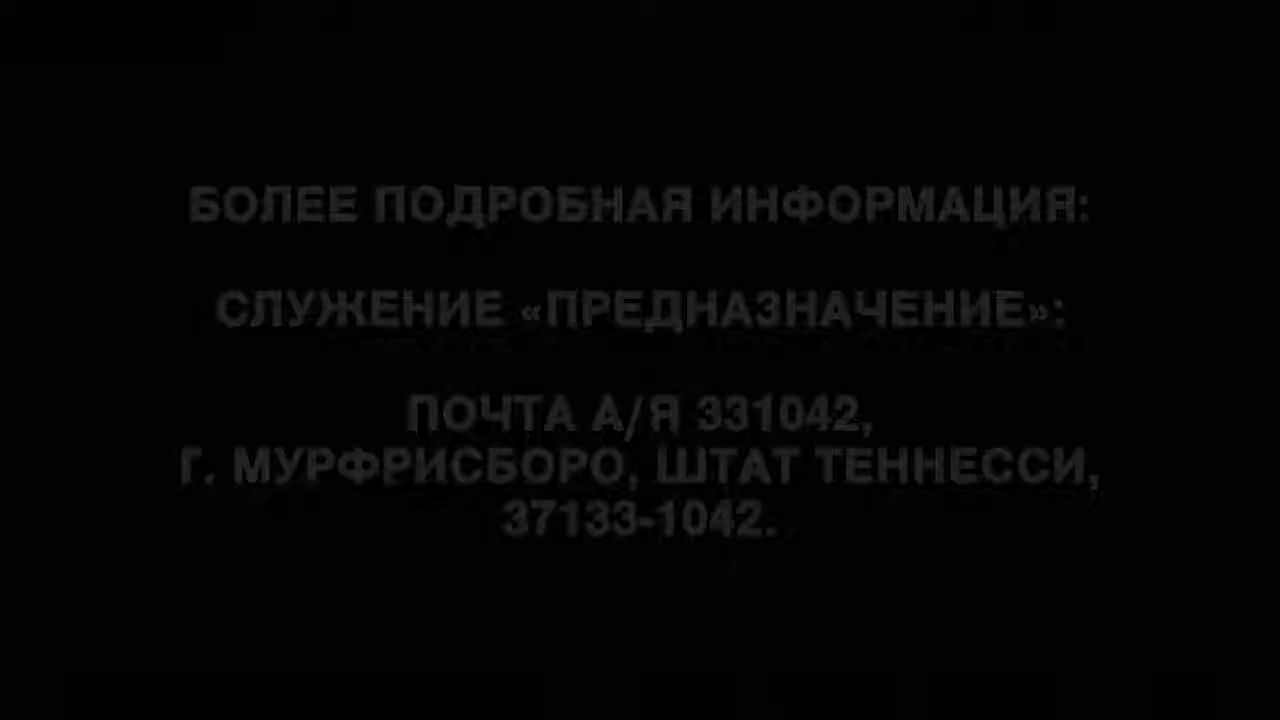 БОЛЕЕ ПОДРОБНАЯ ИНФОРМАЦИЯ:
СЛУЖЕНИЕ «ПРЕДНАЗНАЧЕНИЕ»:
ПОЧТА А/Я 331042,
Г. МУРФРИСБОРО, ШТАТ ТЕННЕССИ,
37133-1042.